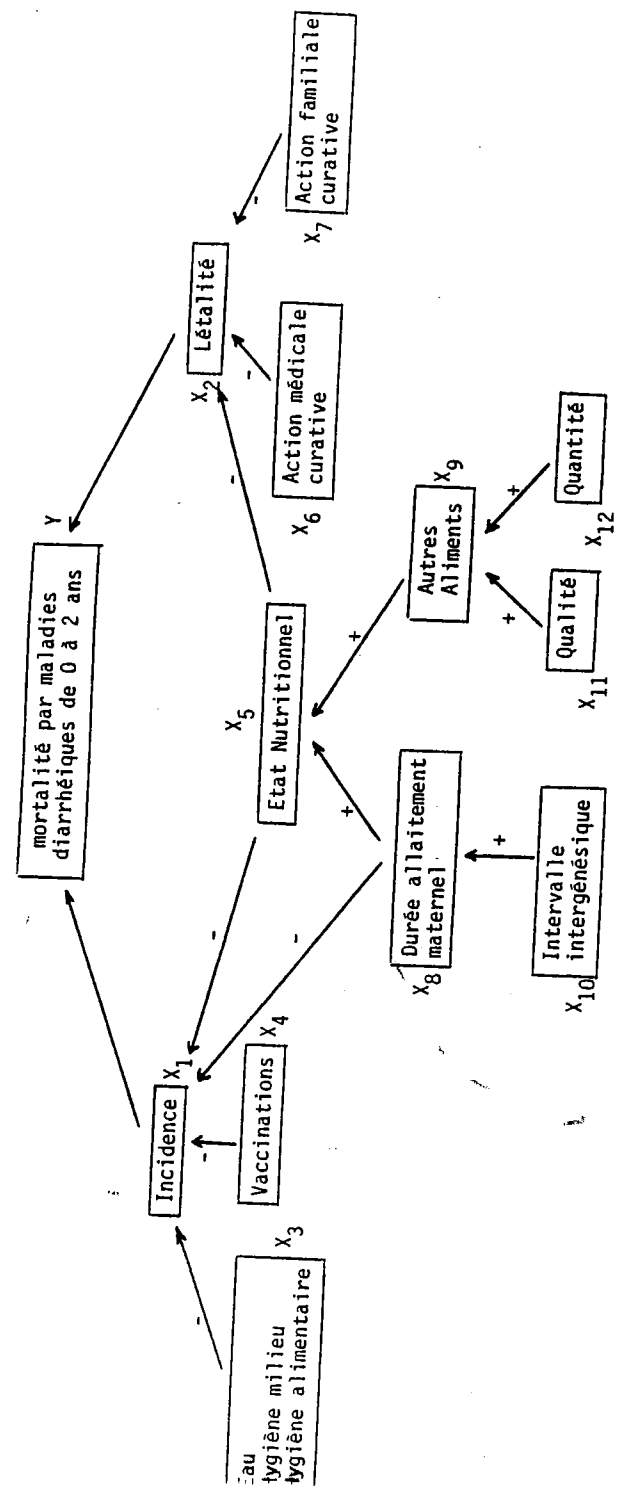 mortalité par maladies
diarrhéiques de 0 à 2 ans
Y
Incidence
X1
Létalité
X2
-
-
-
-
-
-
-
Eau
Hygiène milieu
Hygiène alimentaire
X3
Vaccinations
X4
X5
Etat Nutritionnel
Action médicale
curative
X6
Action familiale
curative
X7
+
+
Durée allaitement
maternel
X8
Autres
Aliments
X9
+
+
+
Intervalle
intergénésique
X10
Qualité
X11
Quantité
X12